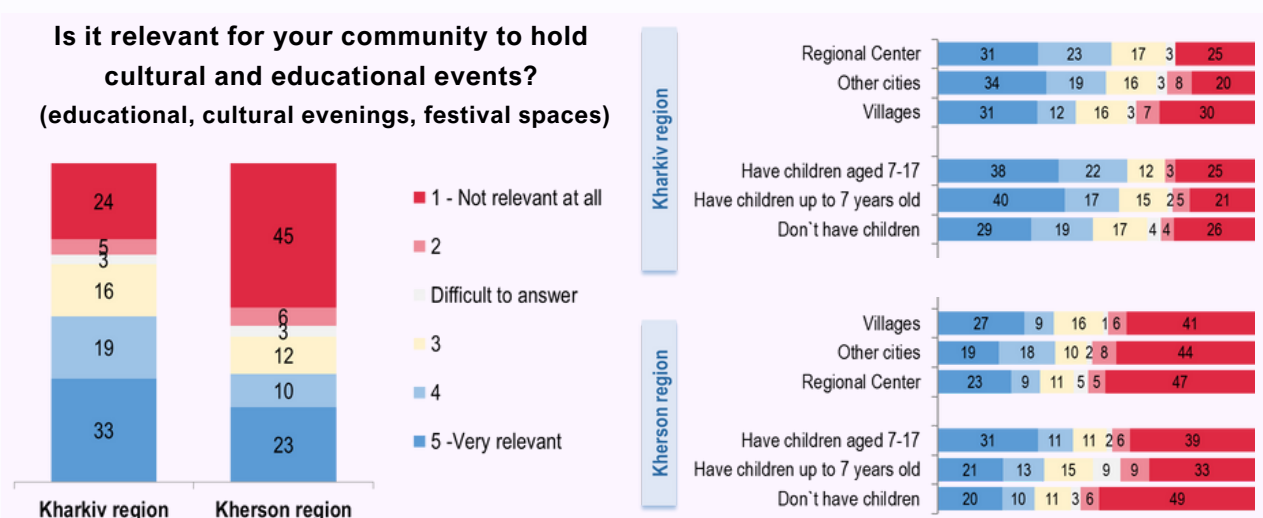 Is it relevant for your community to hold
cultural and educational events?
(educational, cultural evenings, festival spaces)
24
5
3
16
19
33
Kharkiv region
45
6
3
12
10
23
Kherson region
1 - Not relevant at all
2
Difficult to answer
3
4
5 -Very relevant
Kharkiv region
Regional Center 31 23 17 3 25
Other cities 34 19 16 3 8 20
Villages 31 12 16 3 7 30
Have children aged 7-17 38 22 12 3 25
Have children up to 7 years old 40 17 15 2 5 21
Don`t have children 29 19 17 4 4 26
Kherson region
Villages 27 9 16 1 6 41
Other cities 19 18 10 2 8 44
Regional Center 23 9 11 5 5 47
Have children aged 7-17 31 11 11 2 6 39
Have children up to 7 years old 21 13 15 9 9 33
Don`t have children 20 10 11 3 6 49